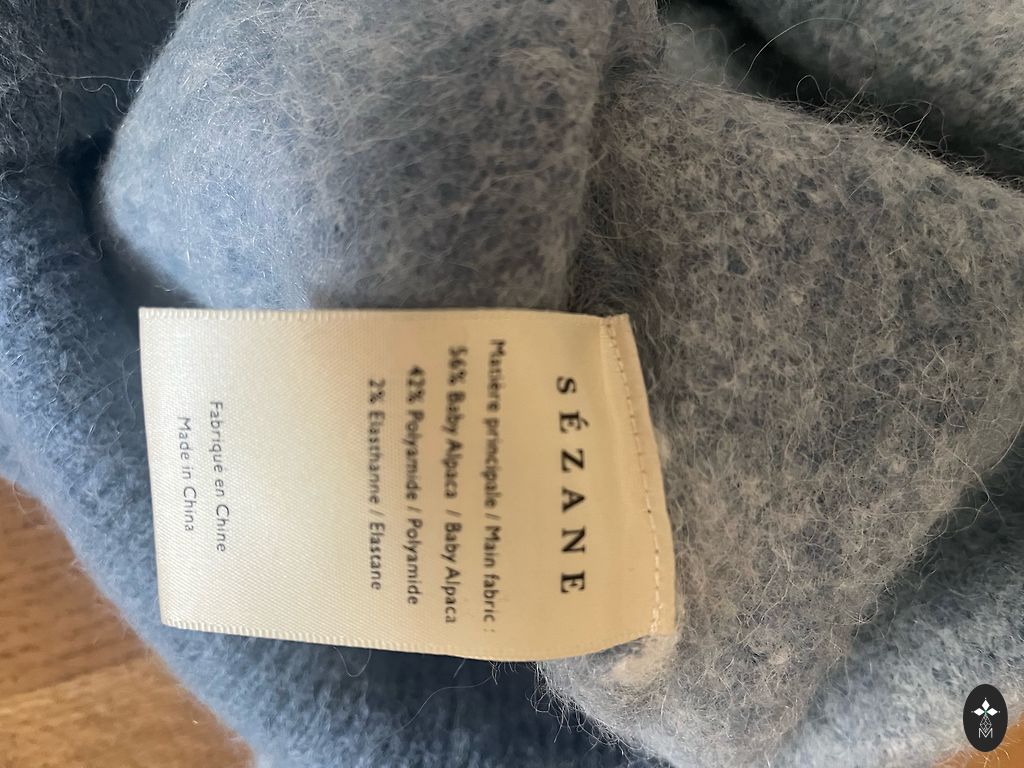 SÉZANE
Matière principale / Main fabric :
56% Baby Alpaca / Baby Alpaca
42% Polyamide / Polyamide
2% Elasthanne / Elastane
Fabriqué en Chine
Made in China
M